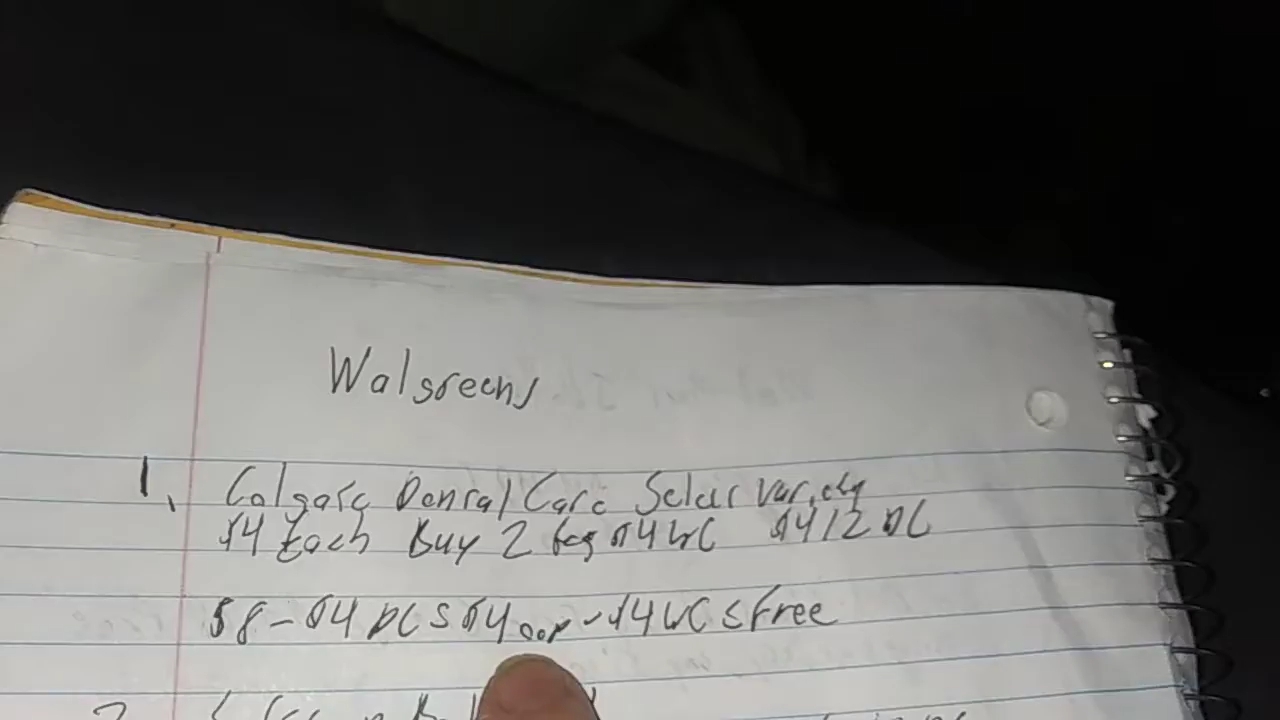 Walgreens
1. Colgate Dental Care Select variety
$4 Each Buy 2 get $4 WC $4/2 DC
$8-$4 DC = $4 oop - $4 WC = Free
2